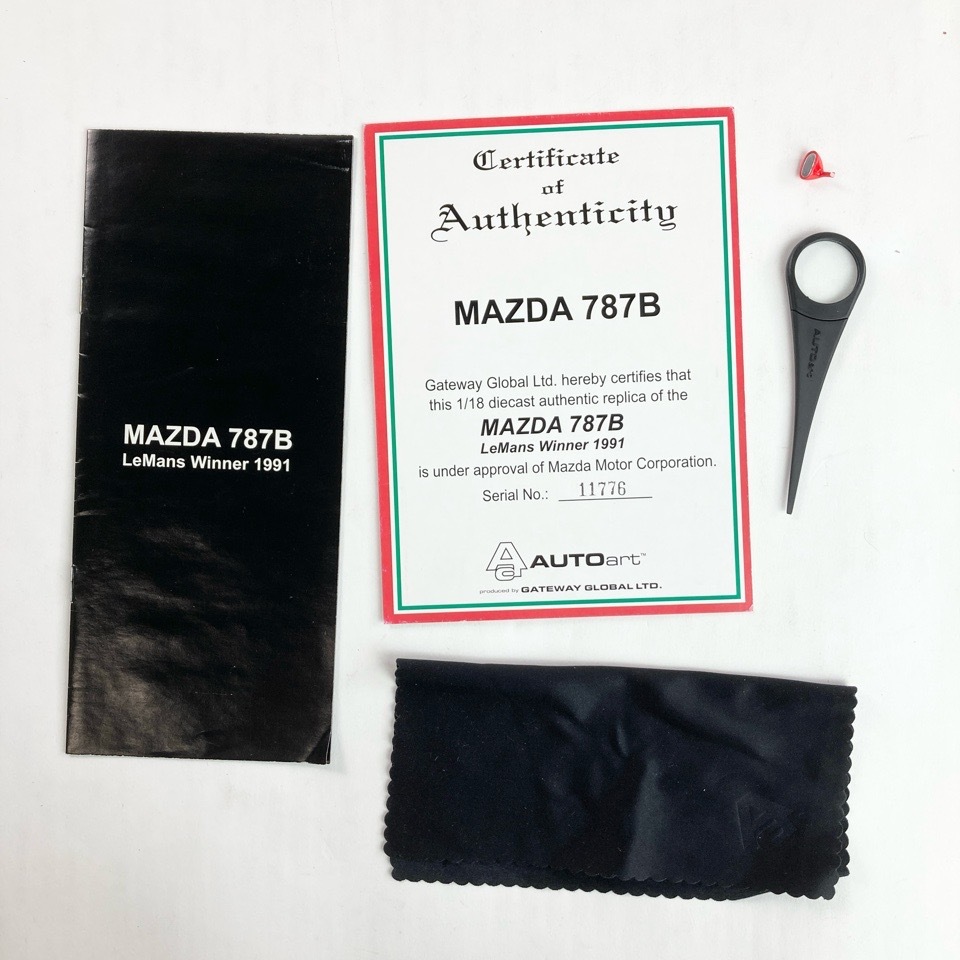 MAZDA 787B
LeMans Winner 1991
Certificate
of
Authenticity
MAZDA 787B
Gateway Global Ltd. hereby certifies that
this 1/18 diecast authentic replica of the
MAZDA 787B
LeMans Winner 1991
is under approval of Mazda Motor Corporation.
Serial No.: 11776
Aa AUTOart™
produced by GATEWAY GLOBAL LTD.
AUTOart